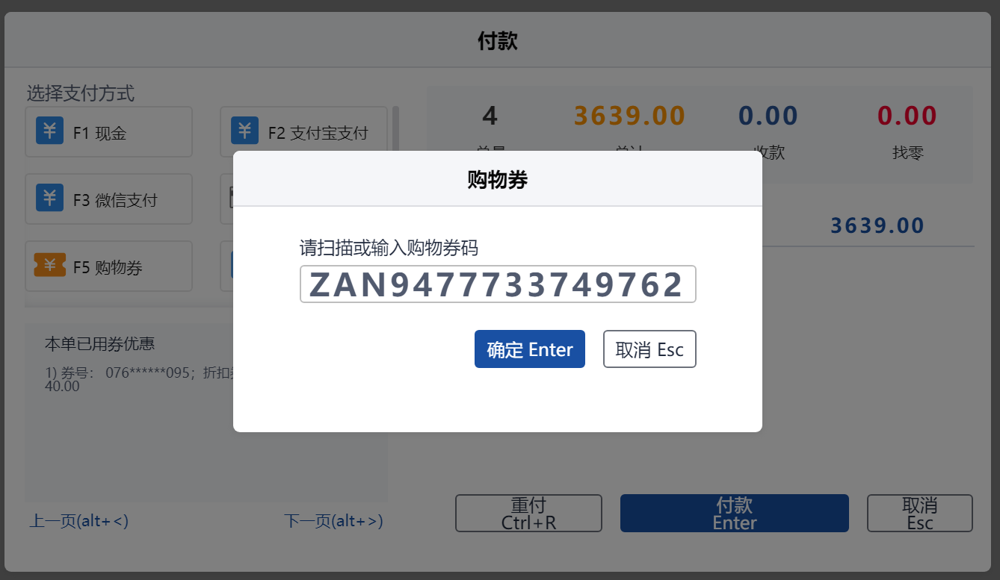 付款
选择支付方式
F1 现金
F2 支付宝支付
F3 微信支付
F5 购物券
4
3639.00
0.00
0.00
总计
收款
找零
3639.00
购物券
请扫描或输入购物券码
ZAN9477733749762
确定 Enter
取消 Esc
本单已用券优惠
1) 券号： 076******095；折扣
40.00
上一页(alt+<)
下一页(alt+>)
重付
Ctrl+R
付款
Enter
取消
Esc